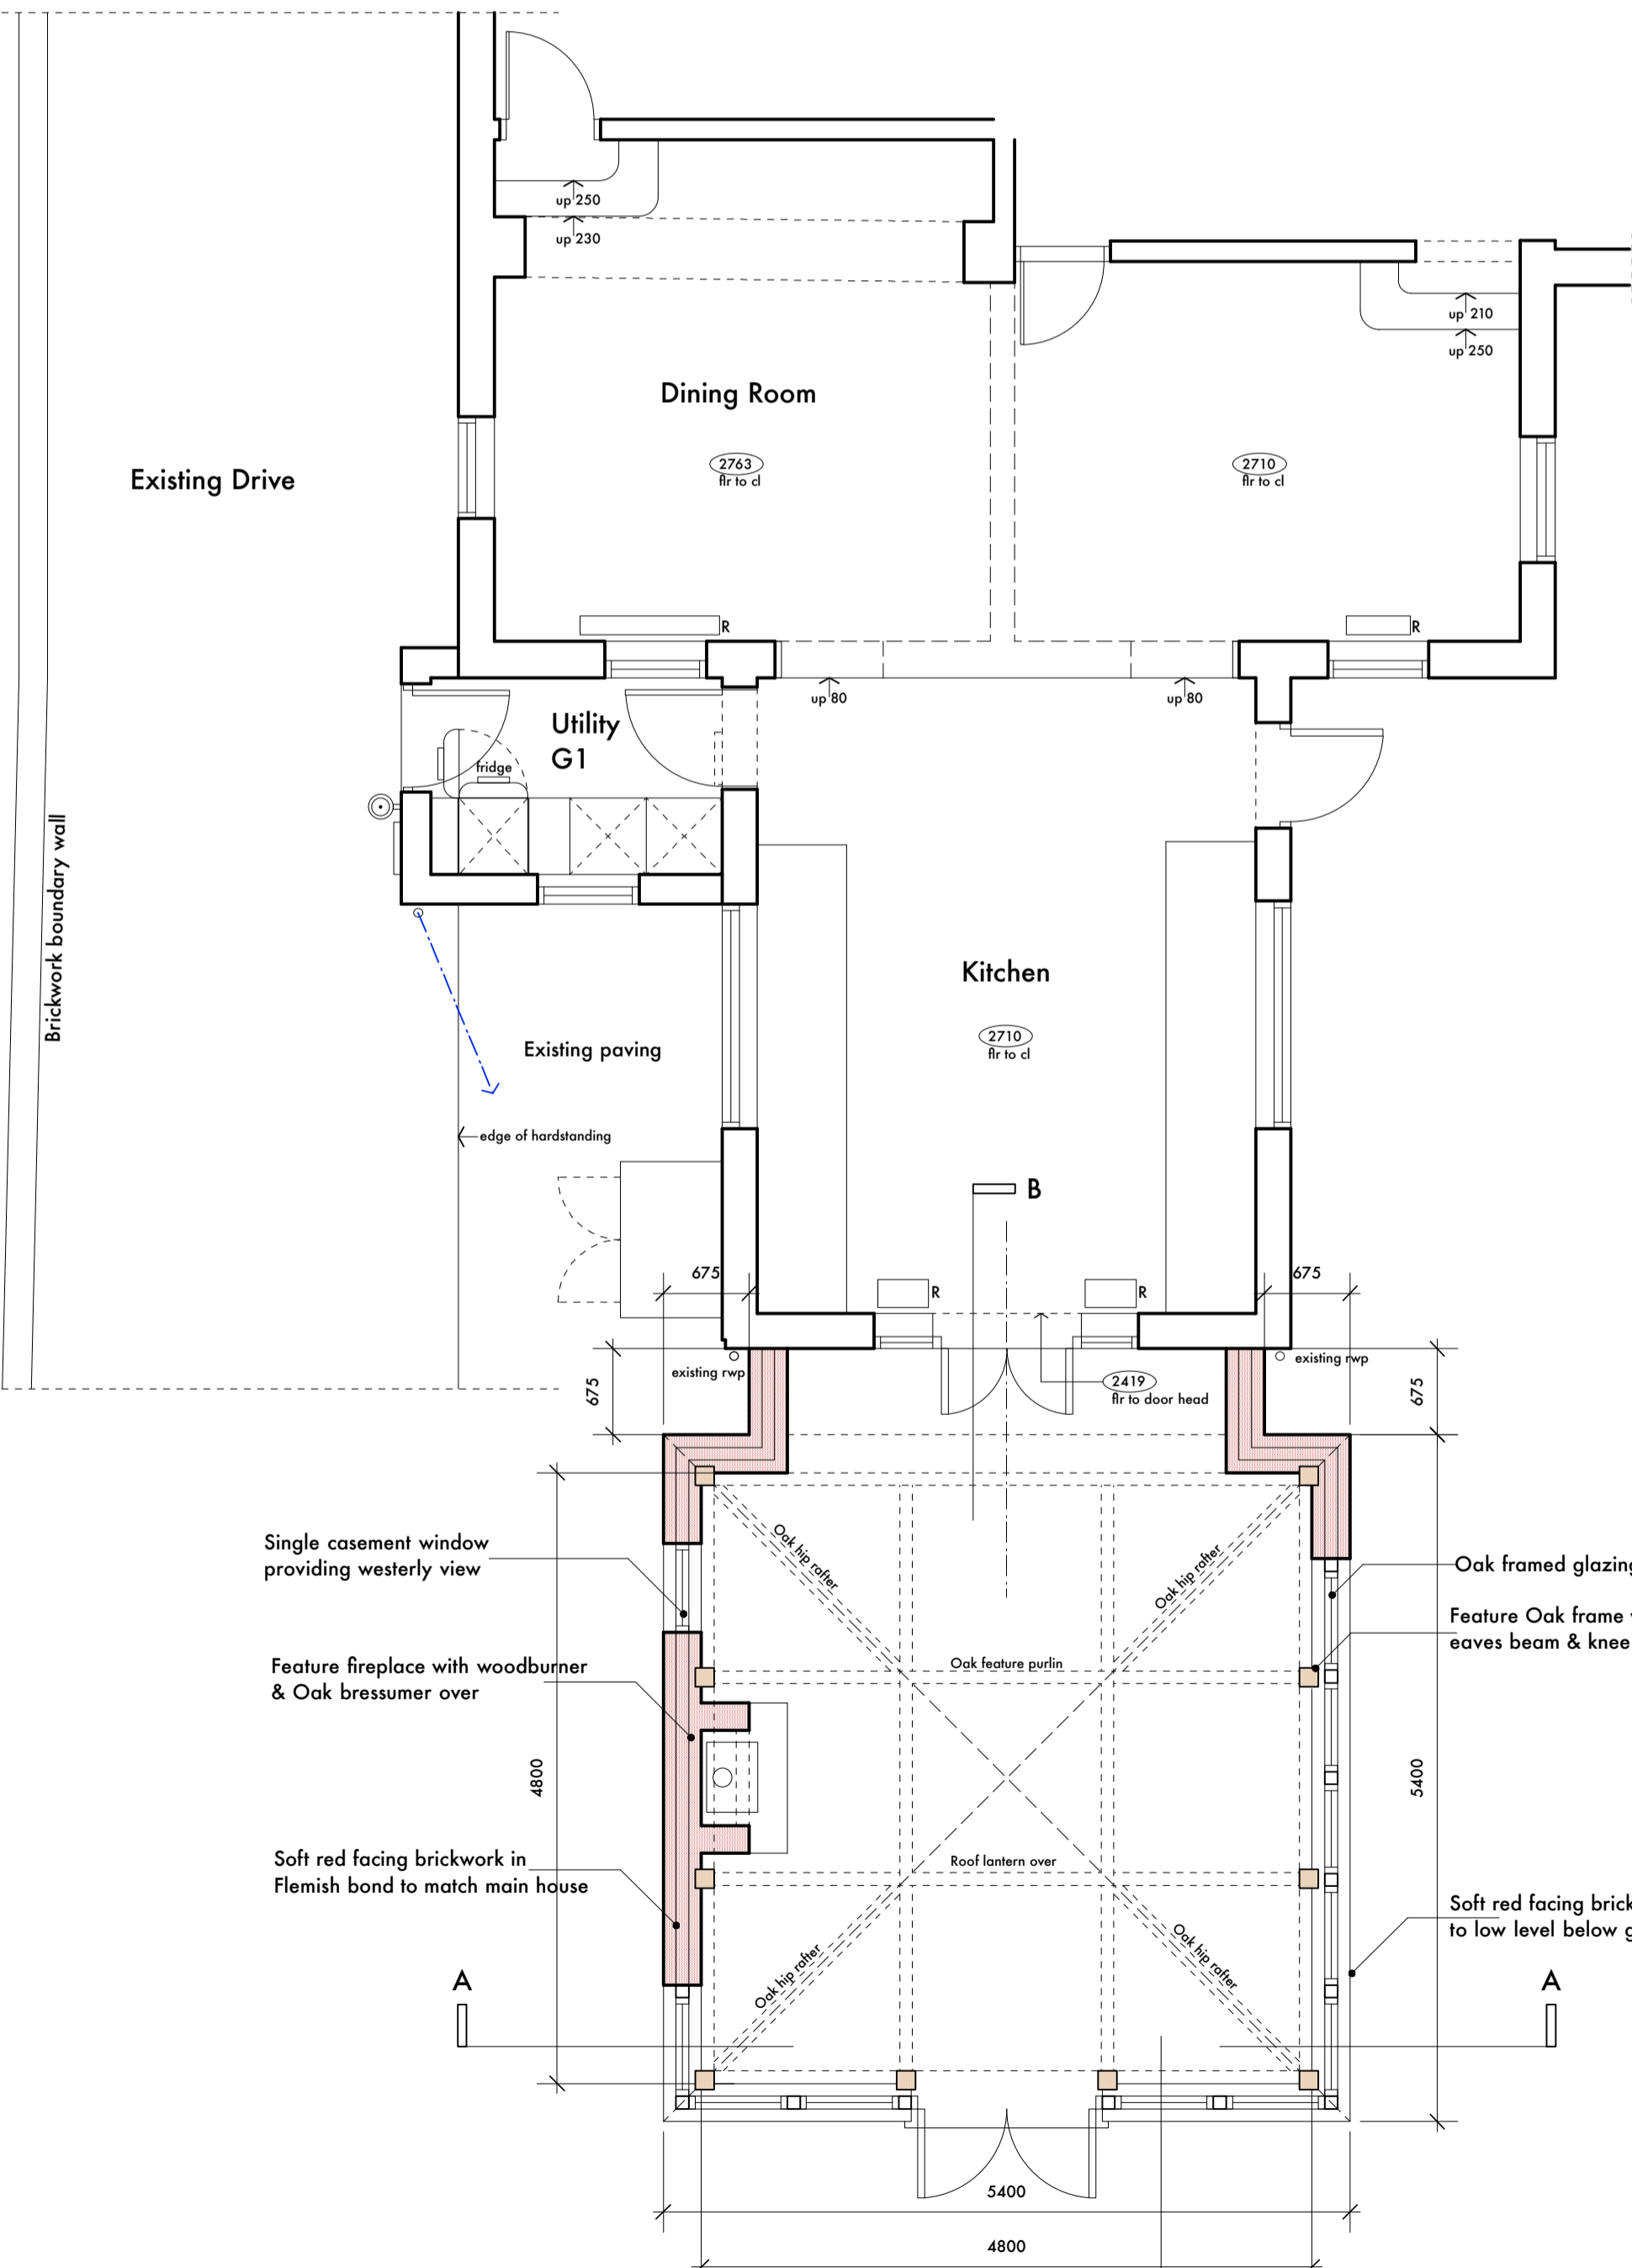 up 250
up 230
up 210
up 250
Dining Room
2763
flr to cl
2710
flr to cl
Existing Drive
R
R
up 80
up 80
Utility
G1
fridge
Brickwork boundary wall
Kitchen
2710
flr to cl
Existing paving
edge of hardstanding
B
675
675
R
R
existing rwp
existing rwp
2419
flr to door head
675
675
Single casement window
providing westerly view
Oak hip rafter
Oak hip rafter
Oak framed glazing
Feature Oak frame
eaves beam & knee
Oak feature purlin
Feature fireplace with woodburner
& Oak bressumer over
4800
5400
Soft red facing brickwork in
Flemish bond to match main house
Roof lantern over
Soft red facing brick
to low level below g
Oak hip rafter
Oak hip rafter
A
A
5400
4800